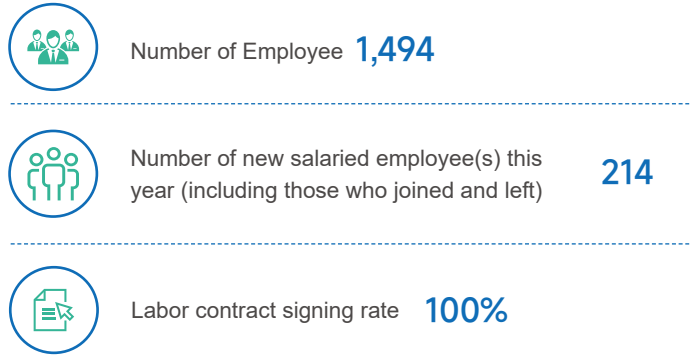 Number of Employee 1,494
Number of new salaried employee(s) this
year (including those who joined and left)
214
Labor contract signing rate 100%